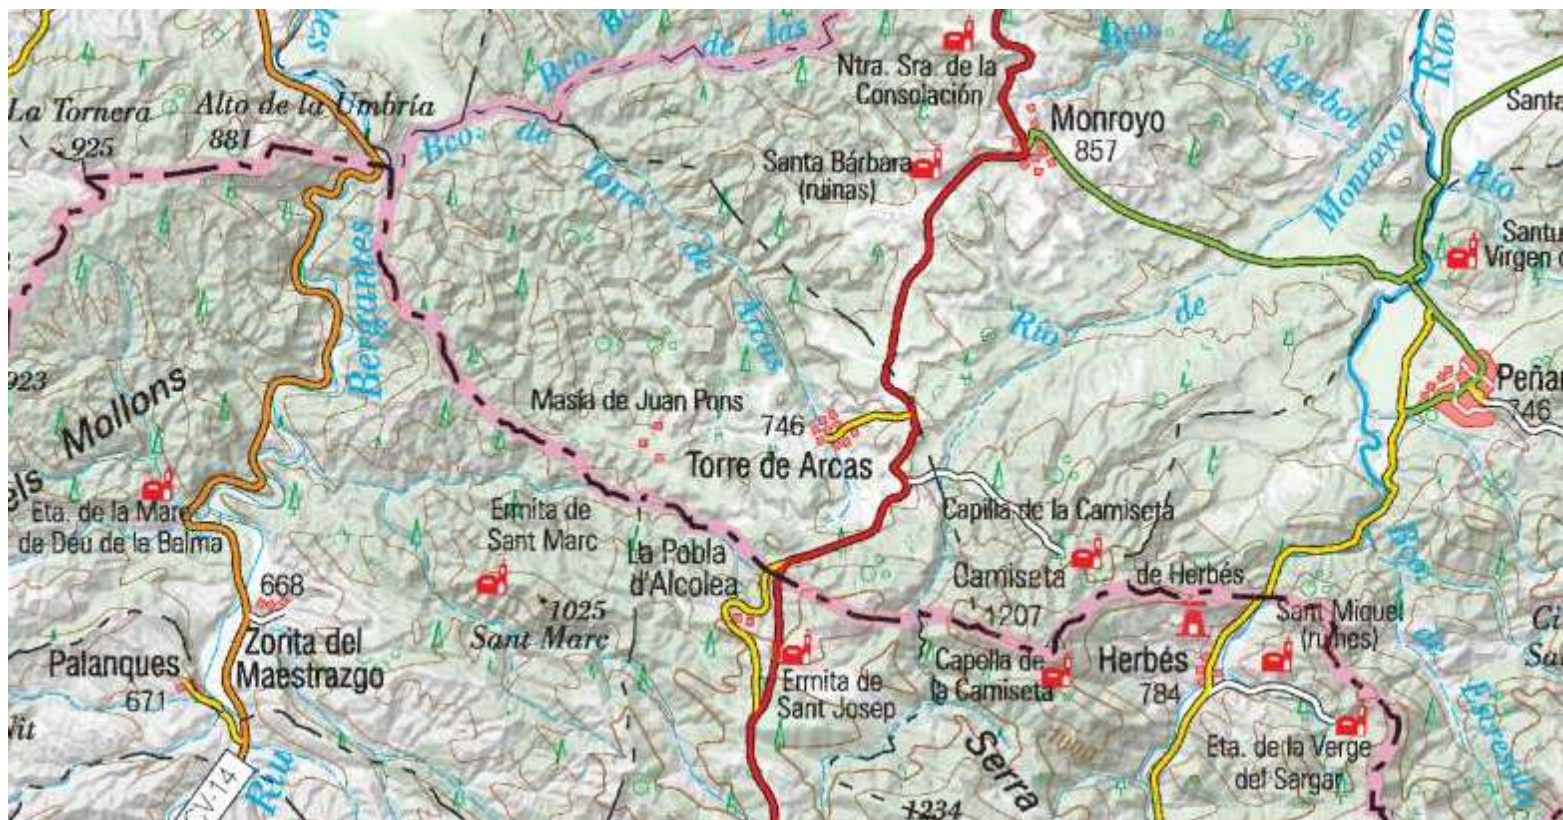 Bco.
de las
Bco.
del Agrebol
Río
Ntra. Sra. de la
Consolación
La Tornera
925
Alto de la Umbría
881
Bco. de
Torre
de
Arcas
Monroyo
857
Santa
Santa Bárbara
(ruinas)
Monroyo
Río
Santu
Virgen
Bergantes
Río
de
923
Mollons
els
Masía de Juan Pons
746
Torre de Arcas
Peñar
746
Eta. de la Mare
de Déu de la Balma
Ermita de
Sant Marc
La Pobla
d'Alcolea
Capilla de la Camiseta
Camiseta
1207
de Herbés
668
1025
Sant Marc
Sant Miquel
(ruïnes)
Zorita del
Maestrazgo
Palanques
671
Ermita de
Sant Josep
Capella de
la Camiseta
Herbés
784
Eta. de la Verge
del Sargar
Bco.
de
Escresola
Serra
1000
1234
CV-14
Riu